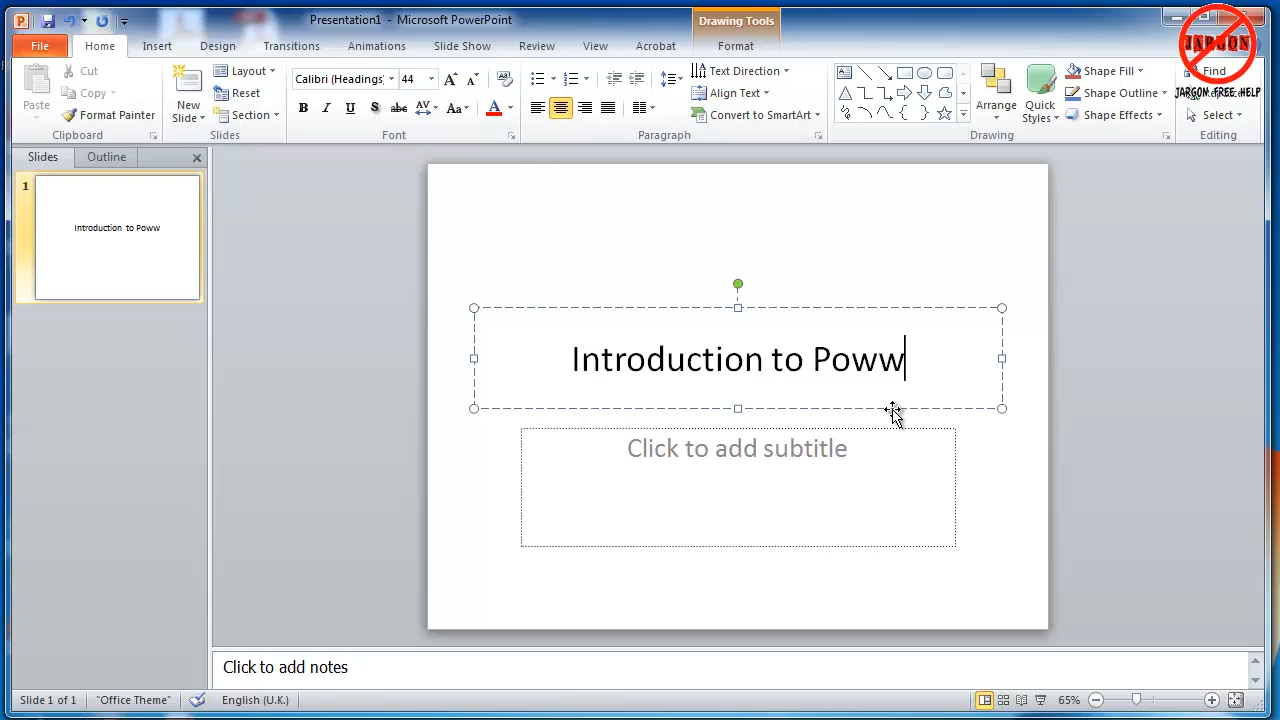 Presentation1 - Microsoft PowerPoint
Drawing Tools
File Home Insert Design Transitions Animations Slide Show Review View Acrobat Format
JARGON
JARGON FREE HELP
Paste
Cut
Copy
Format Painter
Clipboard
New Slide
Layout
Reset
Section
Slides
Calibri (Headings 44
B I U S abc AV Aa A
Font
Text Direction
Align Text
Convert to SmartArt
Paragraph
Arrange
Quick Styles
Shape Fill
Shape Outline
Shape Effects
Drawing
Find
Select
Editing
Slides Outline
1
Introduction to Poww
Introduction to Poww
Click to add subtitle
Click to add notes
Slide 1 of 1 "Office Theme" English (U.K.) 65%